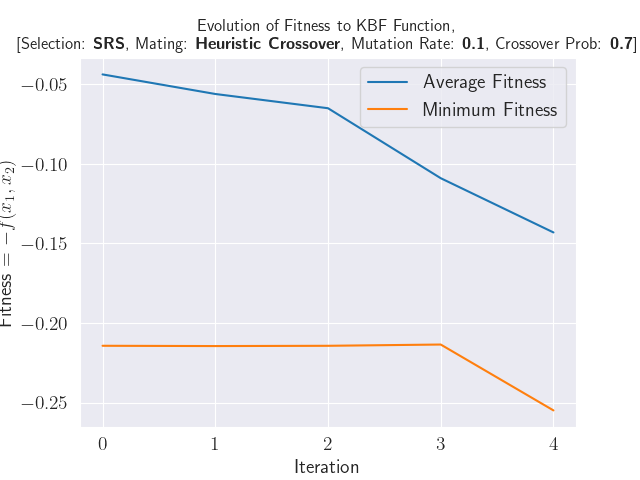 Evolution of Fitness to KBF Function,
[Selection: SRS, Mating: Heuristic Crossover, Mutation Rate: 0.1, Crossover Prob: 0.7]
Average Fitness
Minimum Fitness
−0.05
−0.10
−0.15
−0.20
−0.25
Fitness = −f(x₁, x₂)
0 1 2 3 4
Iteration